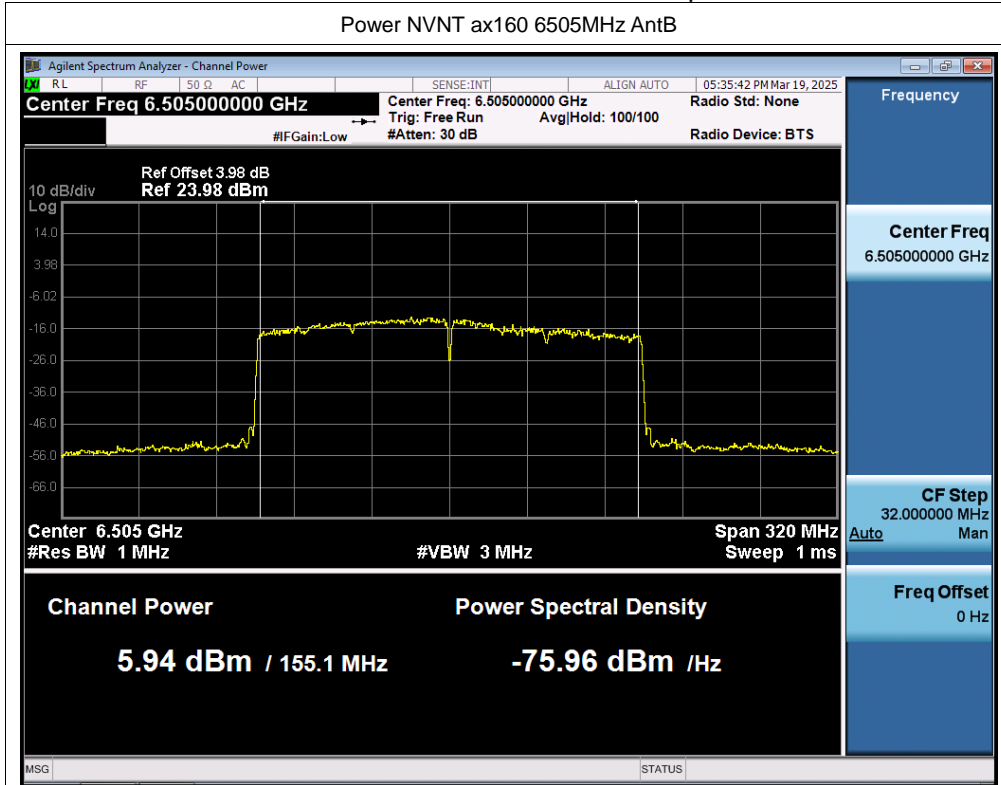 Power NVNT ax160 6505MHz AntB
Agilent Spectrum Analyzer - Channel Power
LXI RL RF 50 Ω AC SENSE:INT ALIGN AUTO 05:35:42 PM Mar 19, 2025
Center Freq 6.505000000 GHz
Center Freq: 6.505000000 GHz
Radio Std: None
Trig: Free Run Avg|Hold: 100/100
#IFGain:Low
#Atten: 30 dB
Radio Device: BTS
Frequency
Ref Offset 3.98 dB
10 dB/div Ref 23.98 dBm
Log
14.0
3.98
-6.02
-16.0
-26.0
-36.0
-46.0
-56.0
-66.0
Center 6.505 GHz Span 320 MHz
#Res BW 1 MHz #VBW 3 MHz Sweep 1 ms
Center Freq
6.505000000 GHz
CF Step
32.000000 MHz
Auto Man
Freq Offset
0 Hz
Channel Power Power Spectral Density
5.94 dBm / 155.1 MHz -75.96 dBm /Hz
MSG STATUS